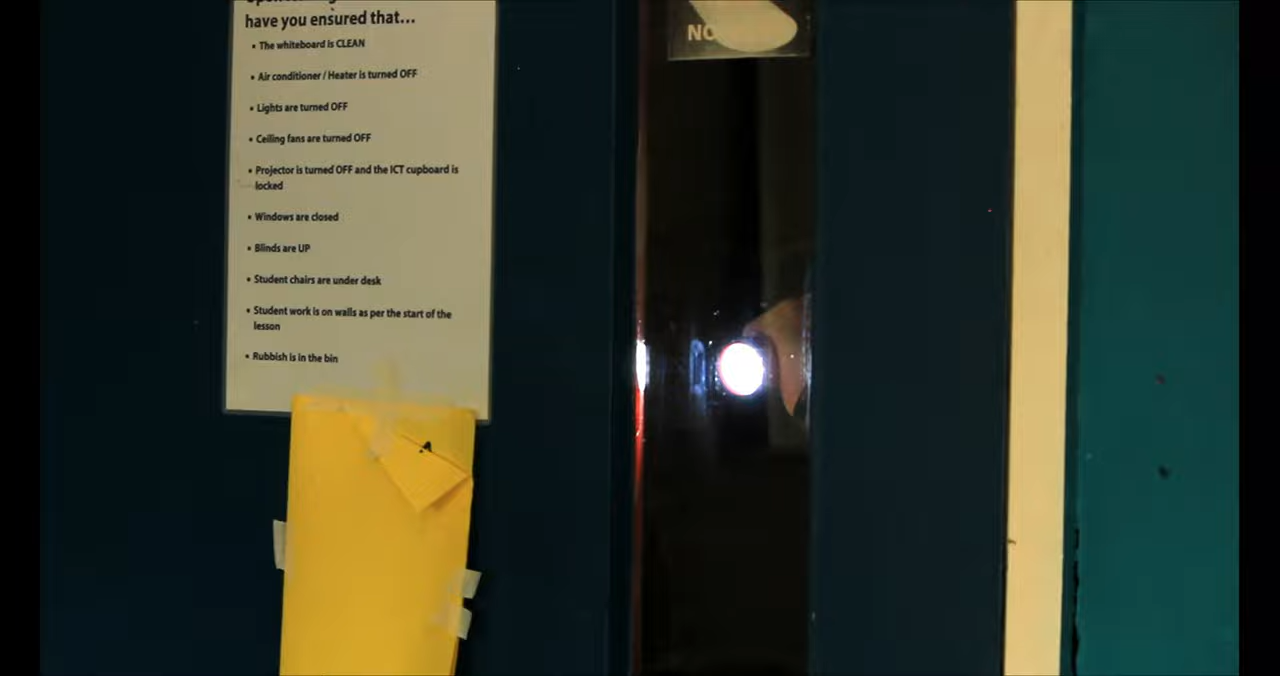 have you ensured that...
• The whiteboard is CLEAN
• Air conditioner / Heater is turned OFF
• Lights are turned OFF
• Ceiling fans are turned OFF
• Projector is turned OFF and the ICT cupboard is
locked
• Windows are closed
• Blinds are UP
• Student chairs are under desk
• Student work is on walls as per the start of the
lesson
• Rubbish is in the bin